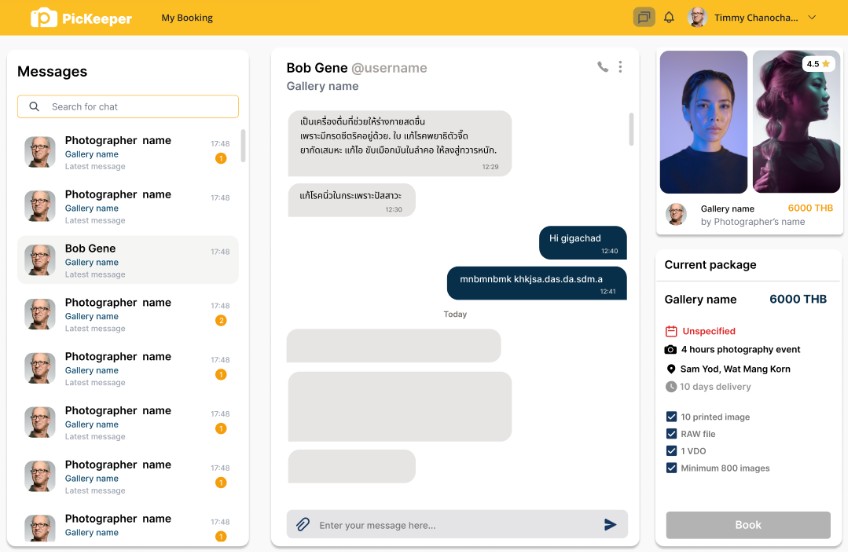 PicKeeper
My Booking
Timmy Chanocha...
Messages
Search for chat
Photographer name
17:48
Gallery name
1
Latest message
Photographer name
17:48
Gallery name
Latest message
Bob Gene
17:48
Gallery name
Latest message
Photographer name
17:48
Gallery name
2
Latest message
Photographer name
17:48
Gallery name
1
Latest message
Photographer name
17:48
Gallery name
1
Latest message
Photographer name
17:48
Gallery name
1
Latest message
Photographer name
17:48
Gallery name
1
Bob Gene @username
Gallery name
เป็นเครื่องดื่มที่ช่วยให้ร่างกายสดชื่น
เพราะมีกรดซิตริคอยู่ด้วย. ใบ แก้โรคพยาธิตัวจี๊ด
ยากัดเสมหะ แก้ไอ ขับเมือกมันในลำคอ ให้ลงสู่ทวารหนัก.
12:29
แก้โรคนิ่วในกระเพราะปัสสาวะ
12:30
Hi gigachad
12:40
mnbmnbmk khkjsa.das.da.sdm.a
12:41
Today
Enter your message here...
4.5
Gallery name
6000 THB
by Photographer's name
Current package
Gallery name
6000 THB
Unspecified
4 hours photography event
Sam Yod, Wat Mang Korn
10 days delivery
10 printed image
RAW file
1 VDO
Minimum 800 images
Book